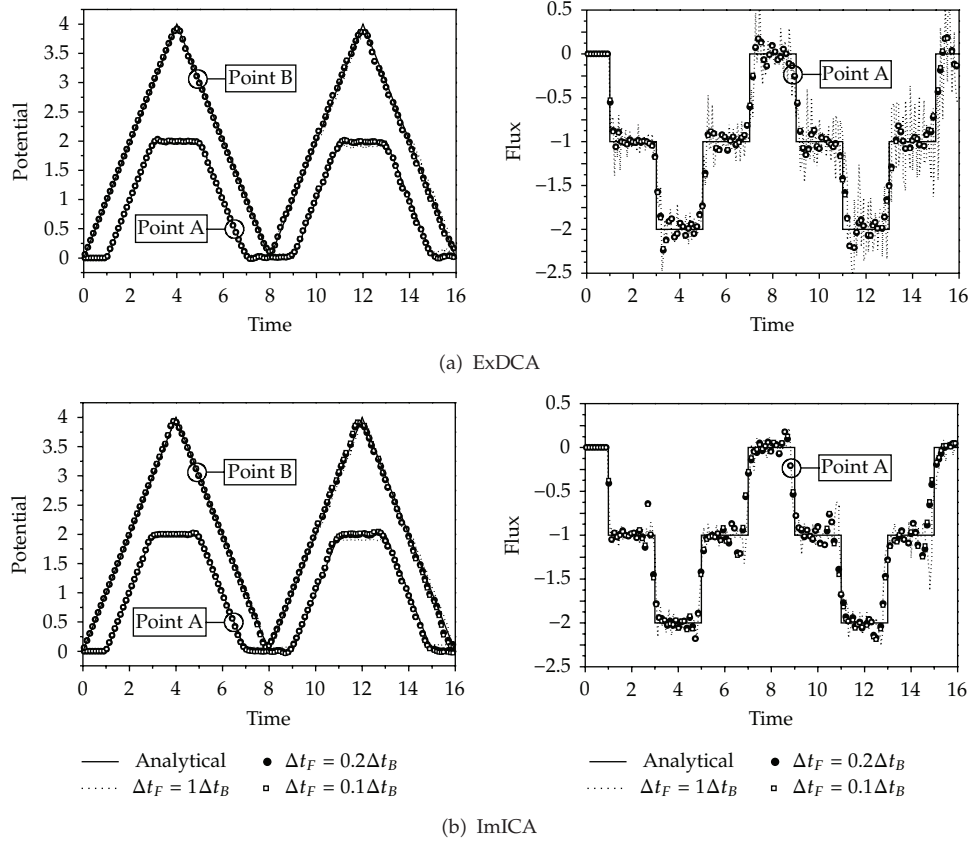 4
3.5
3
2.5
2
1.5
1
0.5
0
Potential
Point B
Point A
0 2 4 6 8 10 12 14 16
Time
0.5
0
−0.5
−1
−1.5
−2
−2.5
Flux
Point A
0 2 4 6 8 10 12 14 16
Time
(a) ExDCA
4
3.5
3
2.5
2
1.5
1
0.5
0
Potential
Point B
Point A
0 2 4 6 8 10 12 14 16
Time
0.5
0
−0.5
−1
−1.5
−2
−2.5
Flux
Point A
0 2 4 6 8 10 12 14 16
Time
Analytical
Δt_F = 0.2Δt_B
Δt_F = 1Δt_B
Δt_F = 0.1Δt_B
Analytical
Δt_F = 0.2Δt_B
Δt_F = 1Δt_B
Δt_F = 0.1Δt_B
(b) ImICA